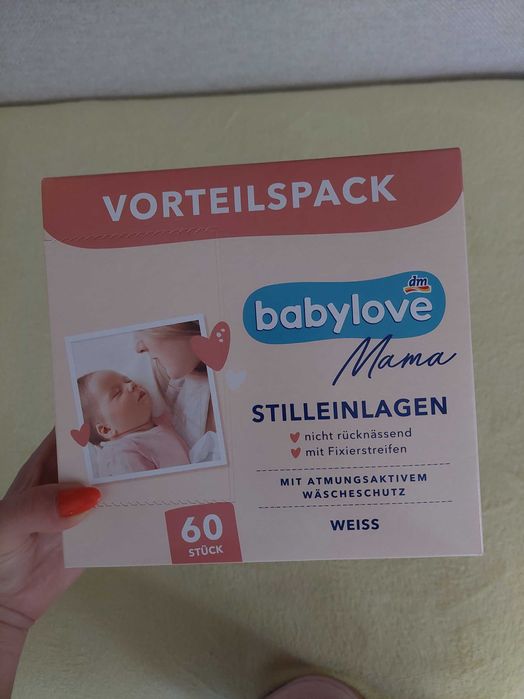 VORTEILSPACK
dm
babylove
Mama
STILLEINLAGEN
nicht rücknässend
mit Fixierstreifen
MIT ATMUNGSAKTIVEM
WÄSCHESCHUTZ
WEISS
60
STÜCK